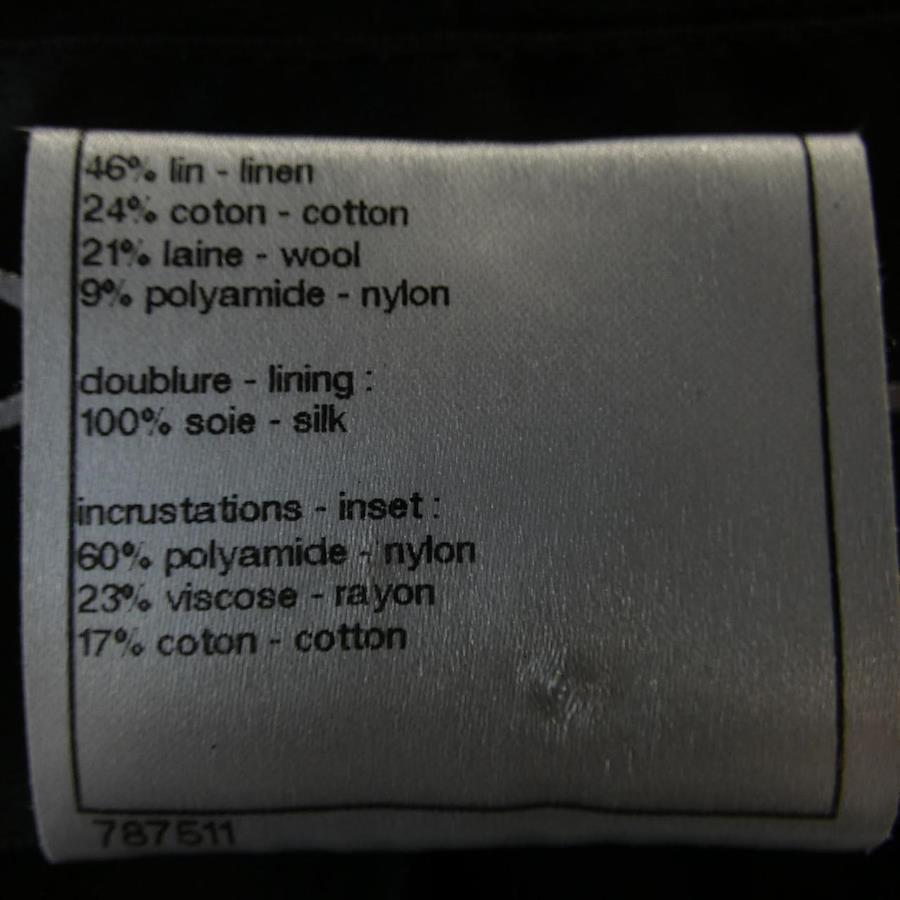 46% lin - linen
24% coton - cotton
21% laine - wool
9% polyamide - nylon
doublure - lining :
100% soie - silk
incrustations - inset :
60% polyamide - nylon
23% viscose - rayon
17% coton - cotton
787511